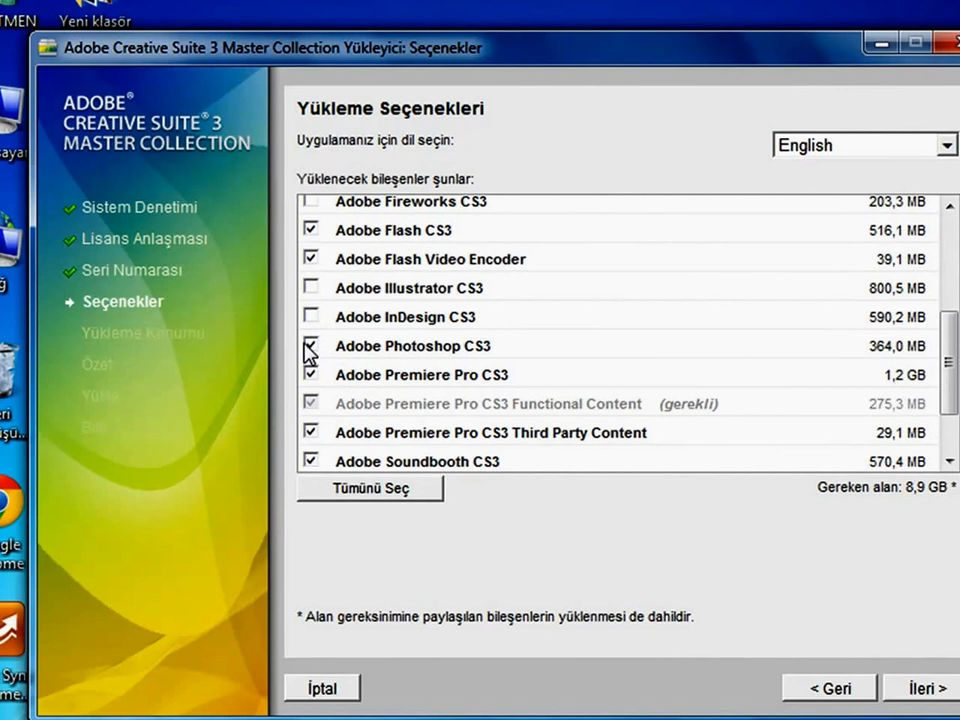 TMEN
Yeni klasör
Adobe Creative Suite 3 Master Collection Yükleyici: Seçenekler
ADOBE®
CREATIVE SUITE® 3
MASTER COLLECTION
Sistem Denetimi
Lisans Anlaşması
Seri Numarası
Seçenekler
Yükleme Konumu
Özet
Yükleme Seçenekleri
Uygulamanız için dil seçin:
English
Yüklenecek bileşenler şunlar:
Adobe Fireworks CS3 203,3 MB
Adobe Flash CS3 516,1 MB
Adobe Flash Video Encoder 39,1 MB
Adobe Illustrator CS3 800,5 MB
Adobe InDesign CS3 590,2 MB
Adobe Photoshop CS3 364,0 MB
Adobe Premiere Pro CS3 1,2 GB
Adobe Premiere Pro CS3 Functional Content (gerekli) 275,3 MB
Adobe Premiere Pro CS3 Third Party Content 29,1 MB
Adobe Soundbooth CS3 570,4 MB
Tümünü Seç
Gereken alan: 8,9 GB *
* Alan gereksinimine paylaşılan bileşenlerin yüklenmesi de dahildir.
İptal
< Geri
İleri >